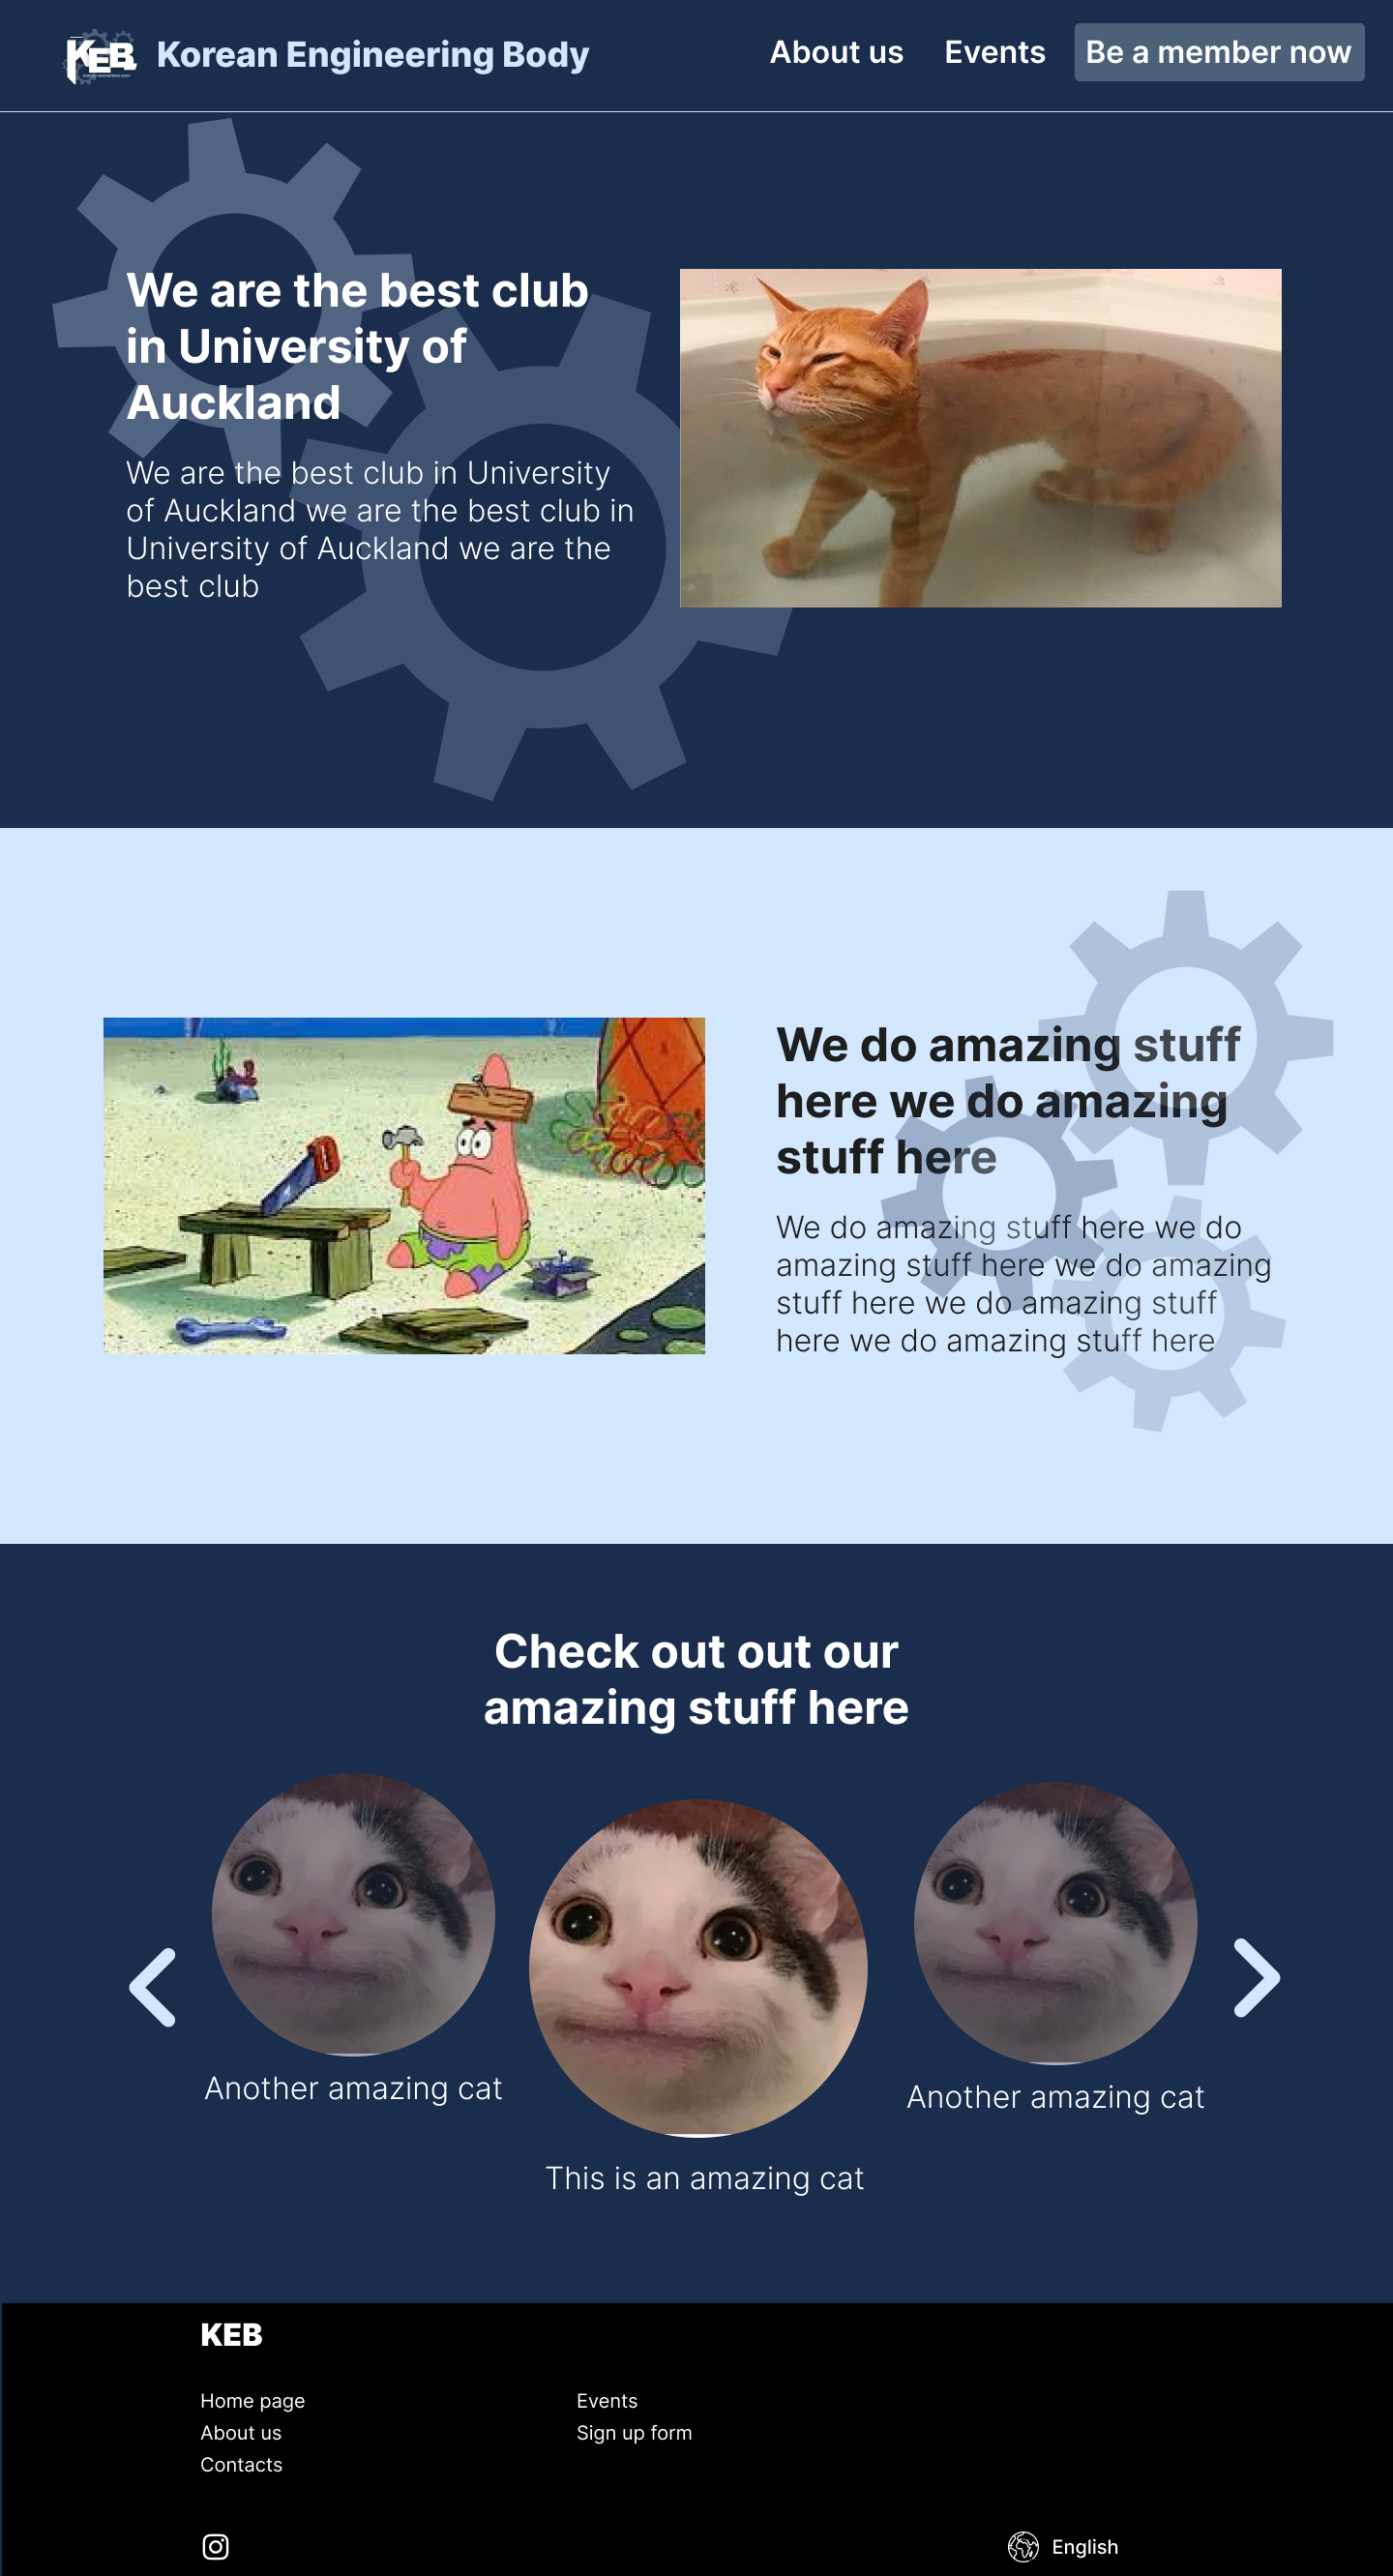 KEB
Korean Engineering Body
About us
Events
Be a member now
We are the best club
in University of
Auckland
We are the best club in University
of Auckland we are the best club in
University of Auckland we are the
best club
We do amazing stuff
here we do amazing
stuff here
We do amazing stuff here we do
amazing stuff here we do amazing
stuff here we do amazing stuff
here we do amazing stuff here
Check out out our
amazing stuff here
Another amazing cat
This is an amazing cat
Another amazing cat
KEB
Home page
About us
Contacts
Events
Sign up form
English